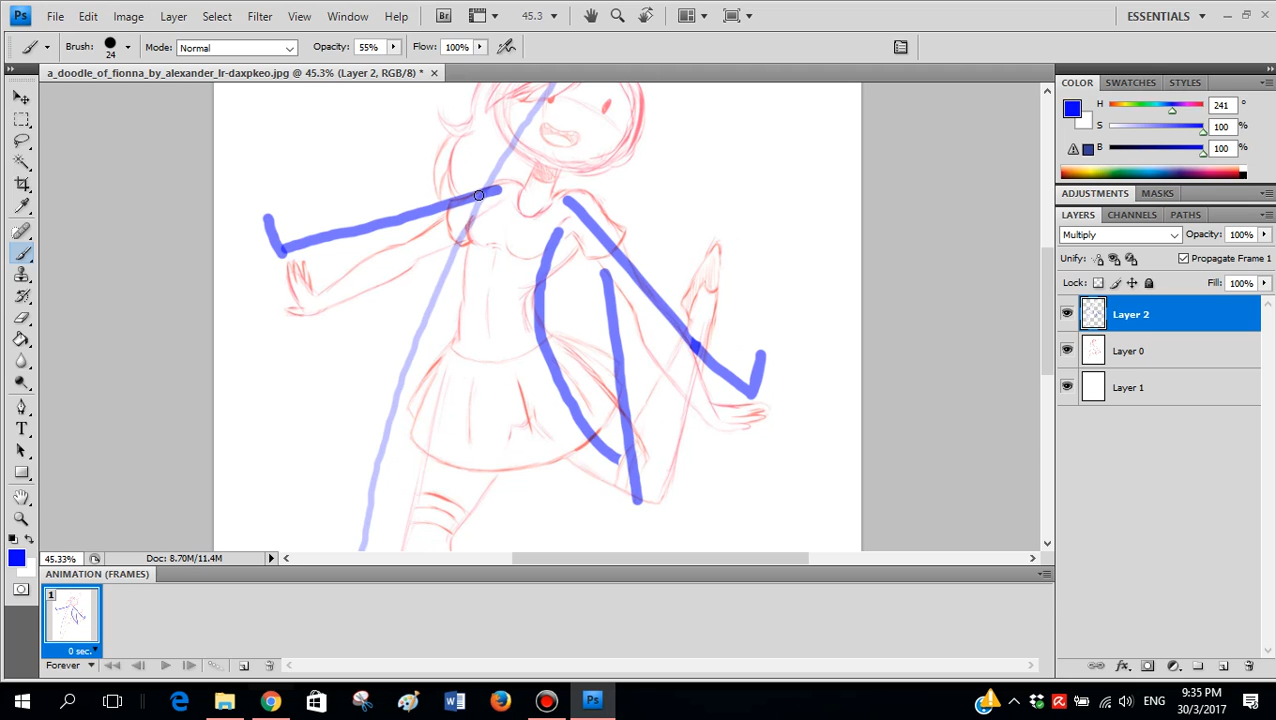 Ps File Edit Image Layer Select Filter View Window Help Br 45.3 ESSENTIALS
Brush: 24 Mode: Normal Opacity: 55% Flow: 100%
a_doodle_of_fionna_by_alexander_lr-daxpkeo.jpg @ 45.3% (Layer 2, RGB/8) *
COLOR SWATCHES STYLES
H 241 °
S 100 %
B 100 %
ADJUSTMENTS MASKS
LAYERS CHANNELS PATHS
Multiply Opacity: 100%
Unify: Propagate Frame 1
Lock: Fill: 100%
Layer 2
Layer 0
Layer 1
T
45.33% Doc: 8.70M/11.4M
ANIMATION (FRAMES)
1
0 sec.
Forever
fx
W Ps ENG 9:35 PM
30/3/2017